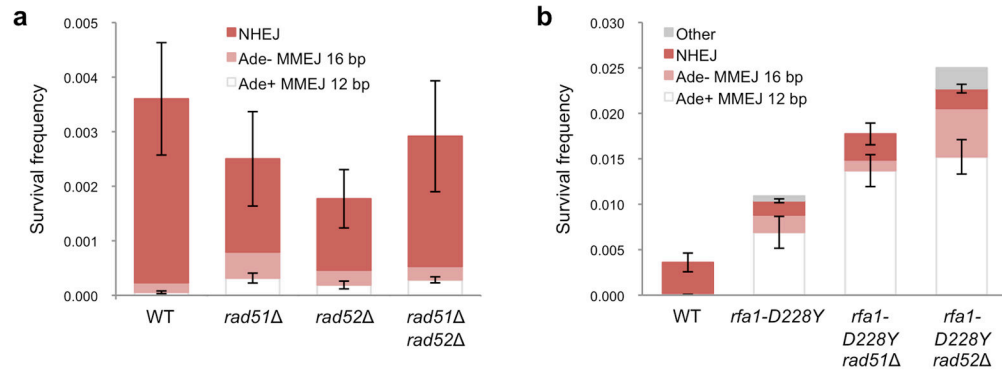 a
0.005
0.004
0.003
0.002
0.001
0.000
Survival frequency
NHEJ
Ade- MMEJ 16 bp
Ade+ MMEJ 12 bp
WT
rad51Δ
rad52Δ
rad51Δ
rad52Δ
b
0.030
0.025
0.020
0.015
0.010
0.005
0.000
Survival frequency
Other
NHEJ
Ade- MMEJ 16 bp
Ade+ MMEJ 12 bp
WT
rfa1-D228Y
rfa1-
D228Y
rad51Δ
rfa1-
D228Y
rad52Δ